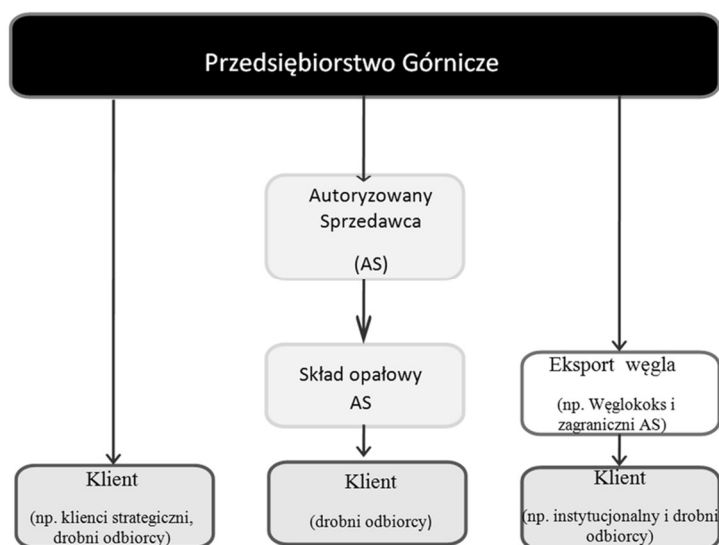 Przedsiębiorstwo Górnicze
Autoryzowany
Sprzedawca
(AS)
Skład opałowy
AS
Eksport węgla
(np. Węglokoks i
zagraniczni AS)
Klient
(np. klienci strategiczni,
drobni odbiorcy)
Klient
(drobni odbiorcy)
Klient
(np. instytucjonalny i drobni
odbiorcy)